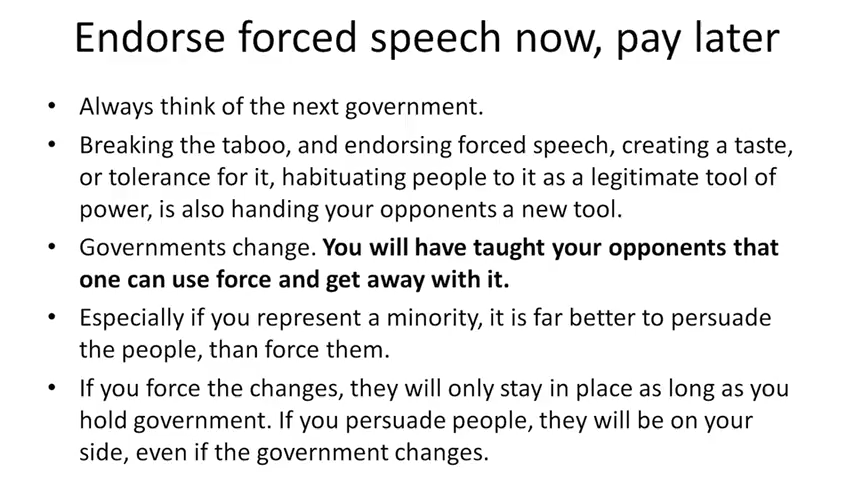 Endorse forced speech now, pay later
• Always think of the next government.
• Breaking the taboo, and endorsing forced speech, creating a taste,
or tolerance for it, habituating people to it as a legitimate tool of
power, is also handing your opponents a new tool.
• Governments change. You will have taught your opponents that
one can use force and get away with it.
• Especially if you represent a minority, it is far better to persuade
the people, than force them.
• If you force the changes, they will only stay in place as long as you
hold government. If you persuade people, they will be on your
side, even if the government changes.